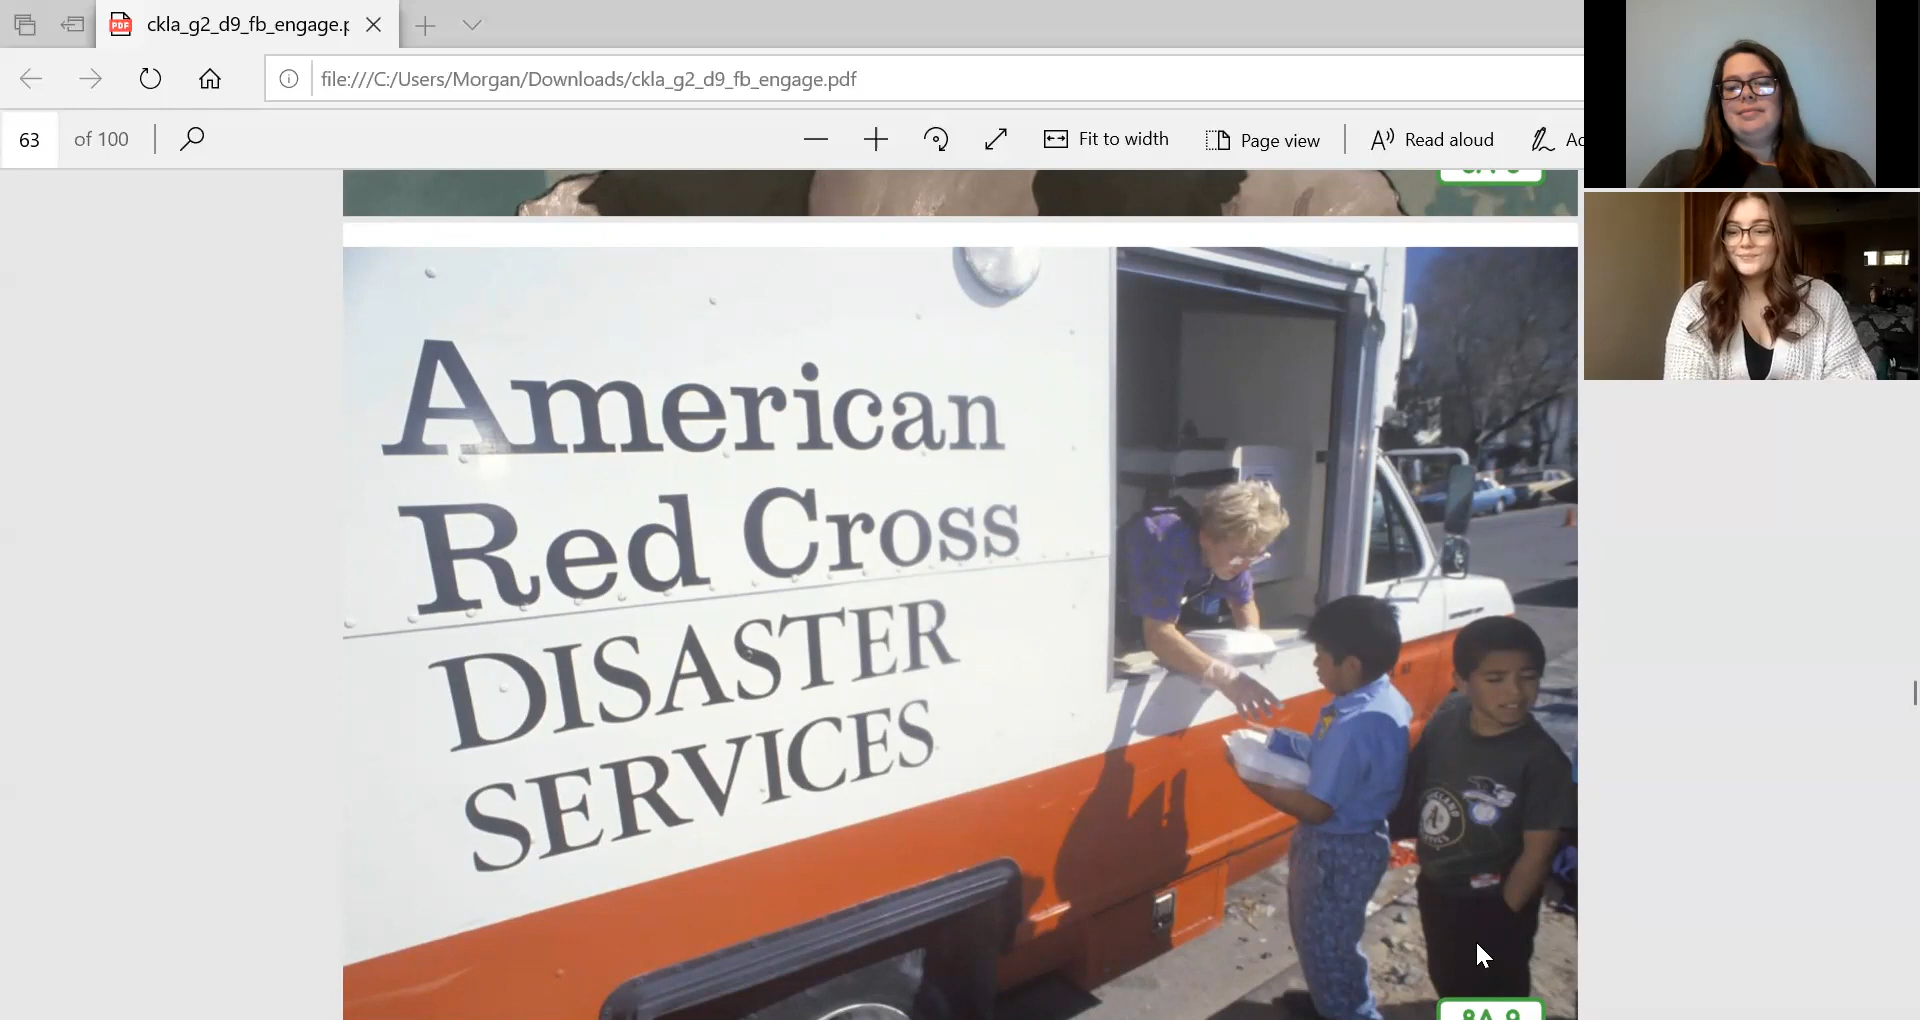 ckla_g2_d9_fb_engage.p
file:///C:/Users/Morgan/Downloads/ckla_g2_d9_fb_engage.pdf
63 of 100
Fit to width
Page view
Read aloud
American
Red Cross
DISASTER
SERVICES